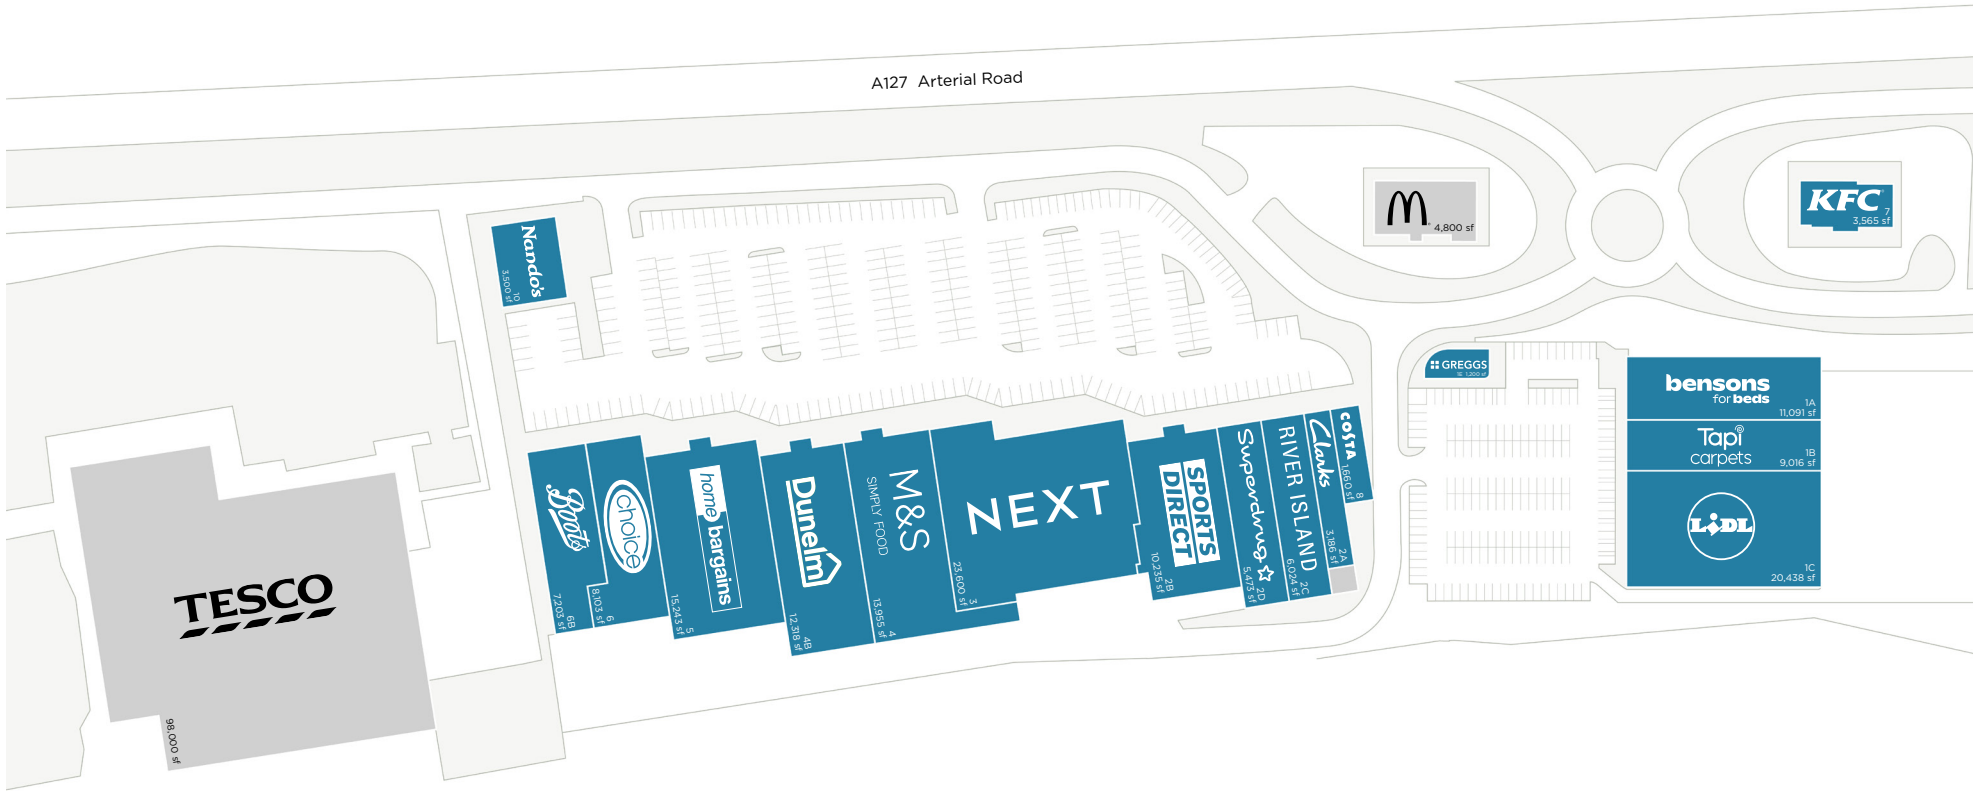 A127 Arterial Road
Nando's
10
3,500 sf
4,800 sf
KFC
7
3,565 sf
GREGGS
1E 1,200 sf
bensons
for beds
1A
11,091 sf
Tapi
carpets
1B
9,016 sf
LIDL
1C
20,438 sf
TESCO
98,000 sf
Boots
6B
7,203 sf
choice
6
8,103 sf
home bargains
5
15,243 sf
Dunelm
4B
12,318 sf
M&S
SIMPLY FOOD
4
13,955 sf
NEXT
3
23,600 sf
SPORTS
DIRECT
2B
10,235 sf
Superdrug
2D
5,473 sf
RIVER ISLAND
2C
6,024 sf
Clarks
2A
3,186 sf
COSTA
8
1,660 sf